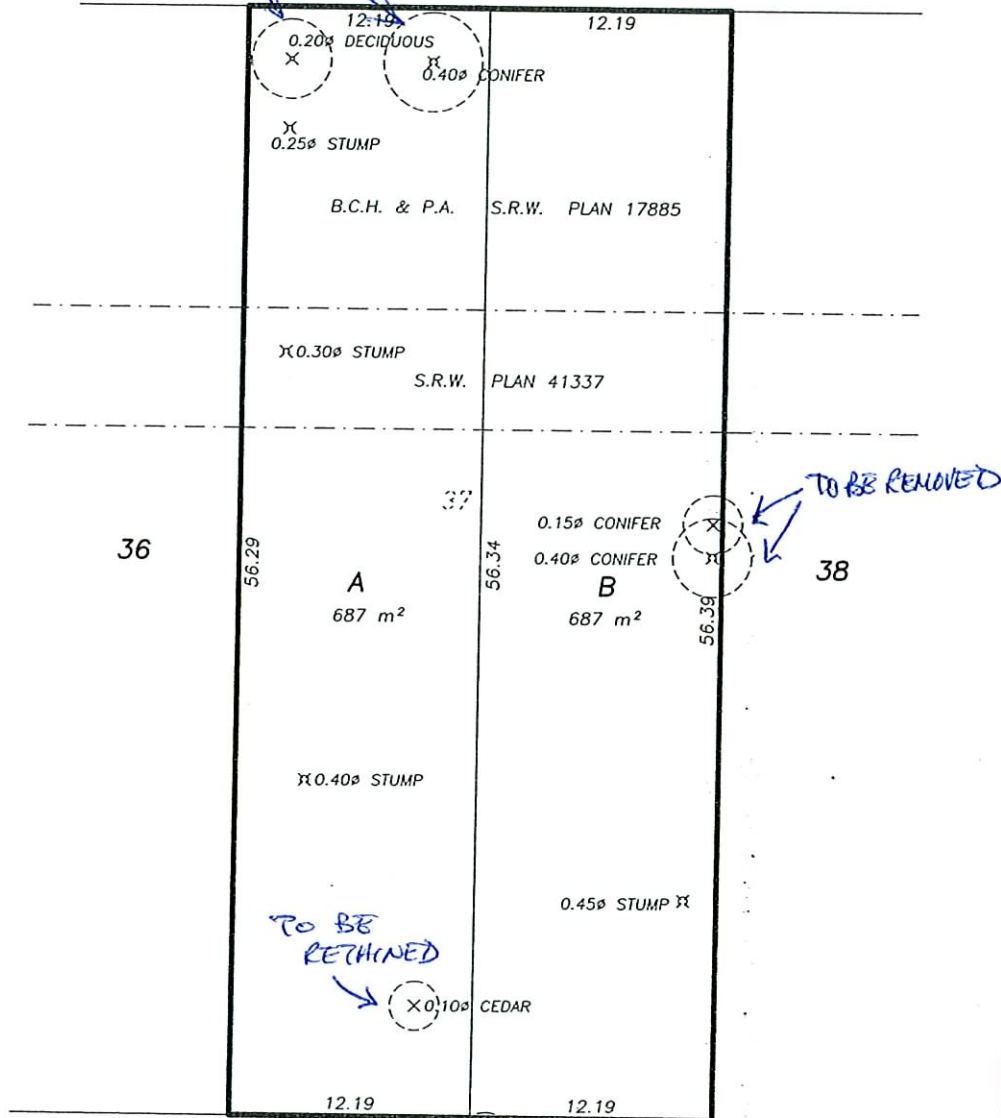 12.19 12.19
0.20ø DECIDUOUS
0.40ø CONIFER
0.25ø STUMP
B.C.H. & P.A. S.R.W. PLAN 17885
0.30ø STUMP
S.R.W. PLAN 41337
37
TO BE REMOVED
0.15ø CONIFER
36
56.29
56.34
0.40ø CONIFER
38
A
B
687 m²
687 m²
56.39
0.40ø STUMP
0.45ø STUMP
TO BE
RETAINED
0.10ø CEDAR
12.19 12.19